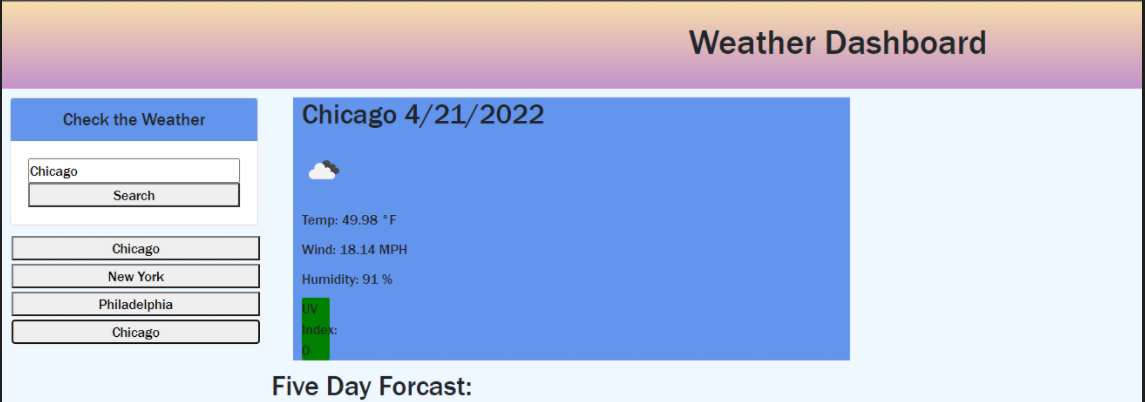 Weather Dashboard
Check the Weather
Chicago
Search
Chicago
New York
Philadelphia
Chicago
Chicago 4/21/2022
Temp: 49.98 °F
Wind: 18.14 MPH
Humidity: 91 %
UV
Index:
0
Five Day Forcast: